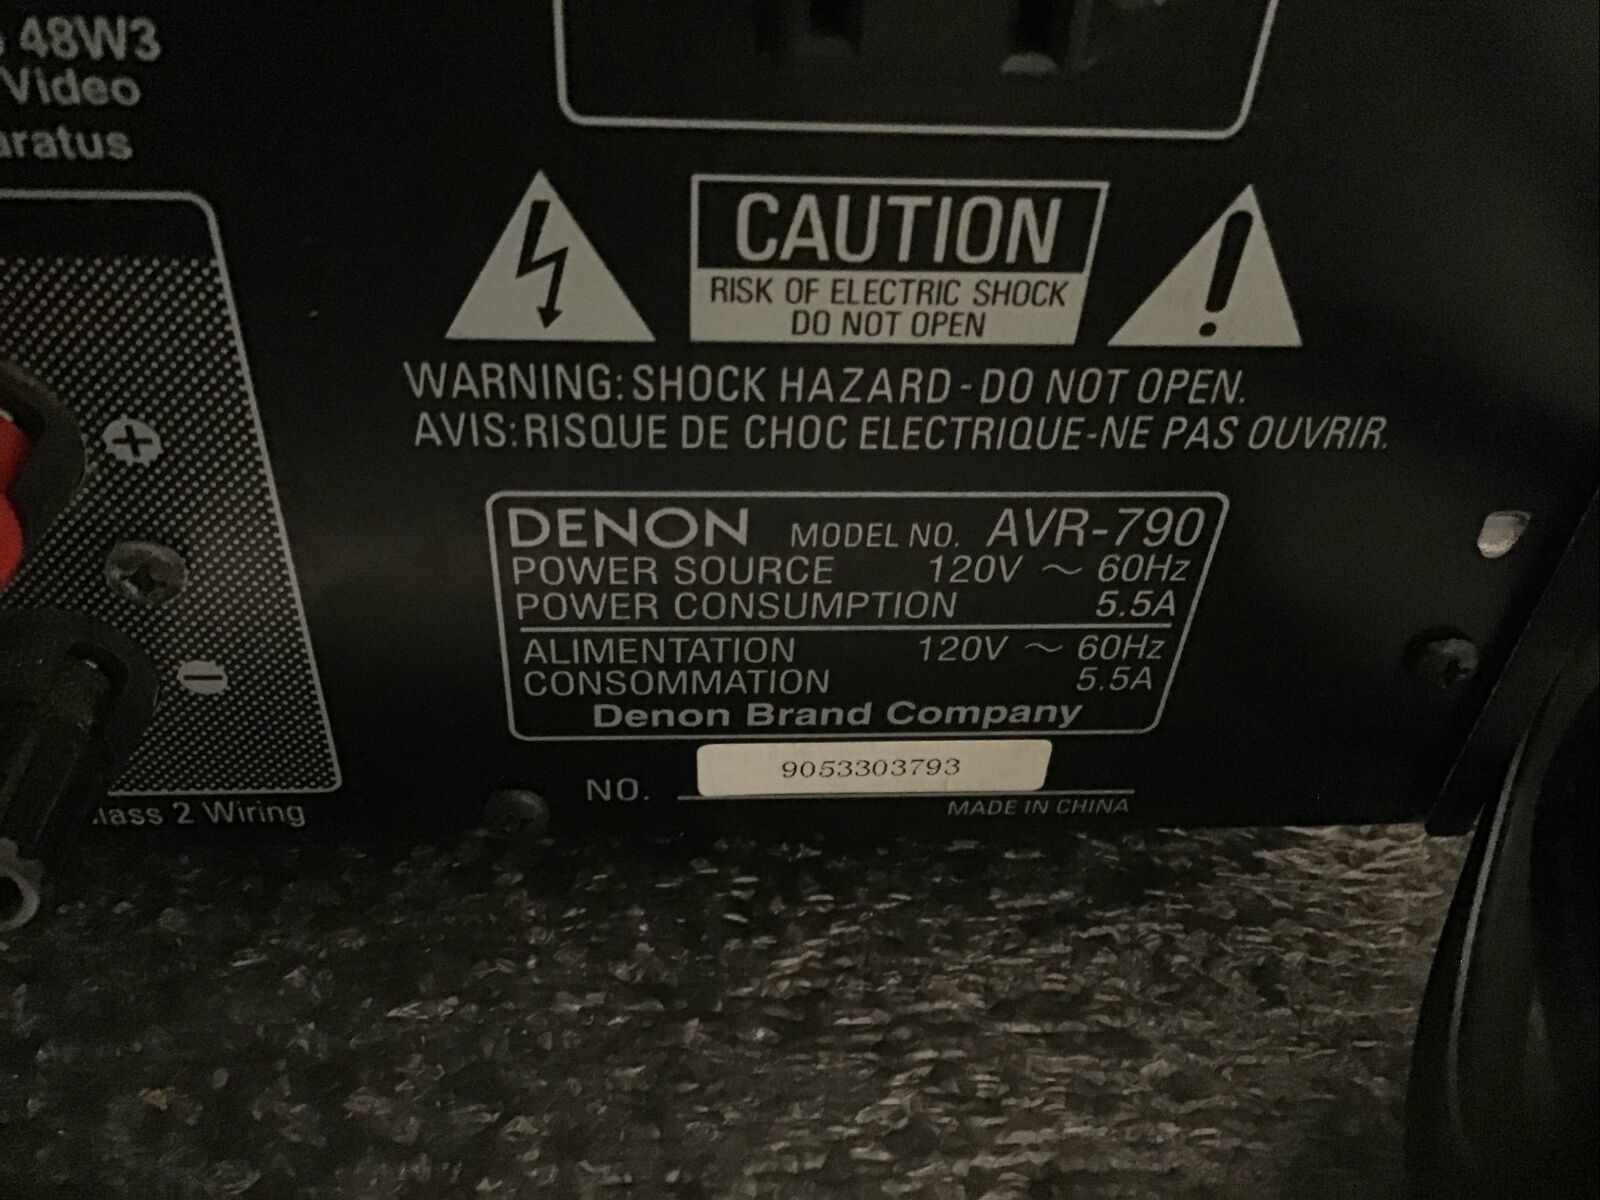 48W3
Video
aratus
CAUTION
RISK OF ELECTRIC SHOCK
DO NOT OPEN
WARNING: SHOCK HAZARD - DO NOT OPEN.
AVIS: RISQUE DE CHOC ELECTRIQUE-NE PAS OUVRIR.
DENON MODEL NO. AVR-790
POWER SOURCE 120V ~ 60Hz
POWER CONSUMPTION 5.5A
ALIMENTATION 120V ~ 60Hz
CONSOMMATION 5.5A
Denon Brand Company
NO. 9053303793
MADE IN CHINA
lass 2 Wiring